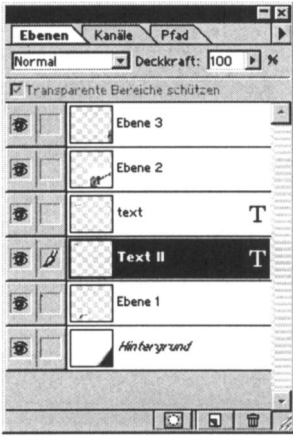 Ebenen Kanäle Pfad
Normal Deckkraft: 100 %
Transparente Bereiche schützen
Ebene 3
Ebene 2
text T
Text II T
Ebene 1
Hintergrund